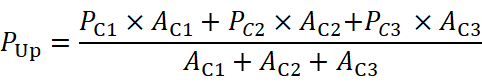 P_Up = (P_C1 × A_C1 + P_C2 × A_C2+P_C3 × A_C3) / (A_C1 + A_C2 + A_C3)